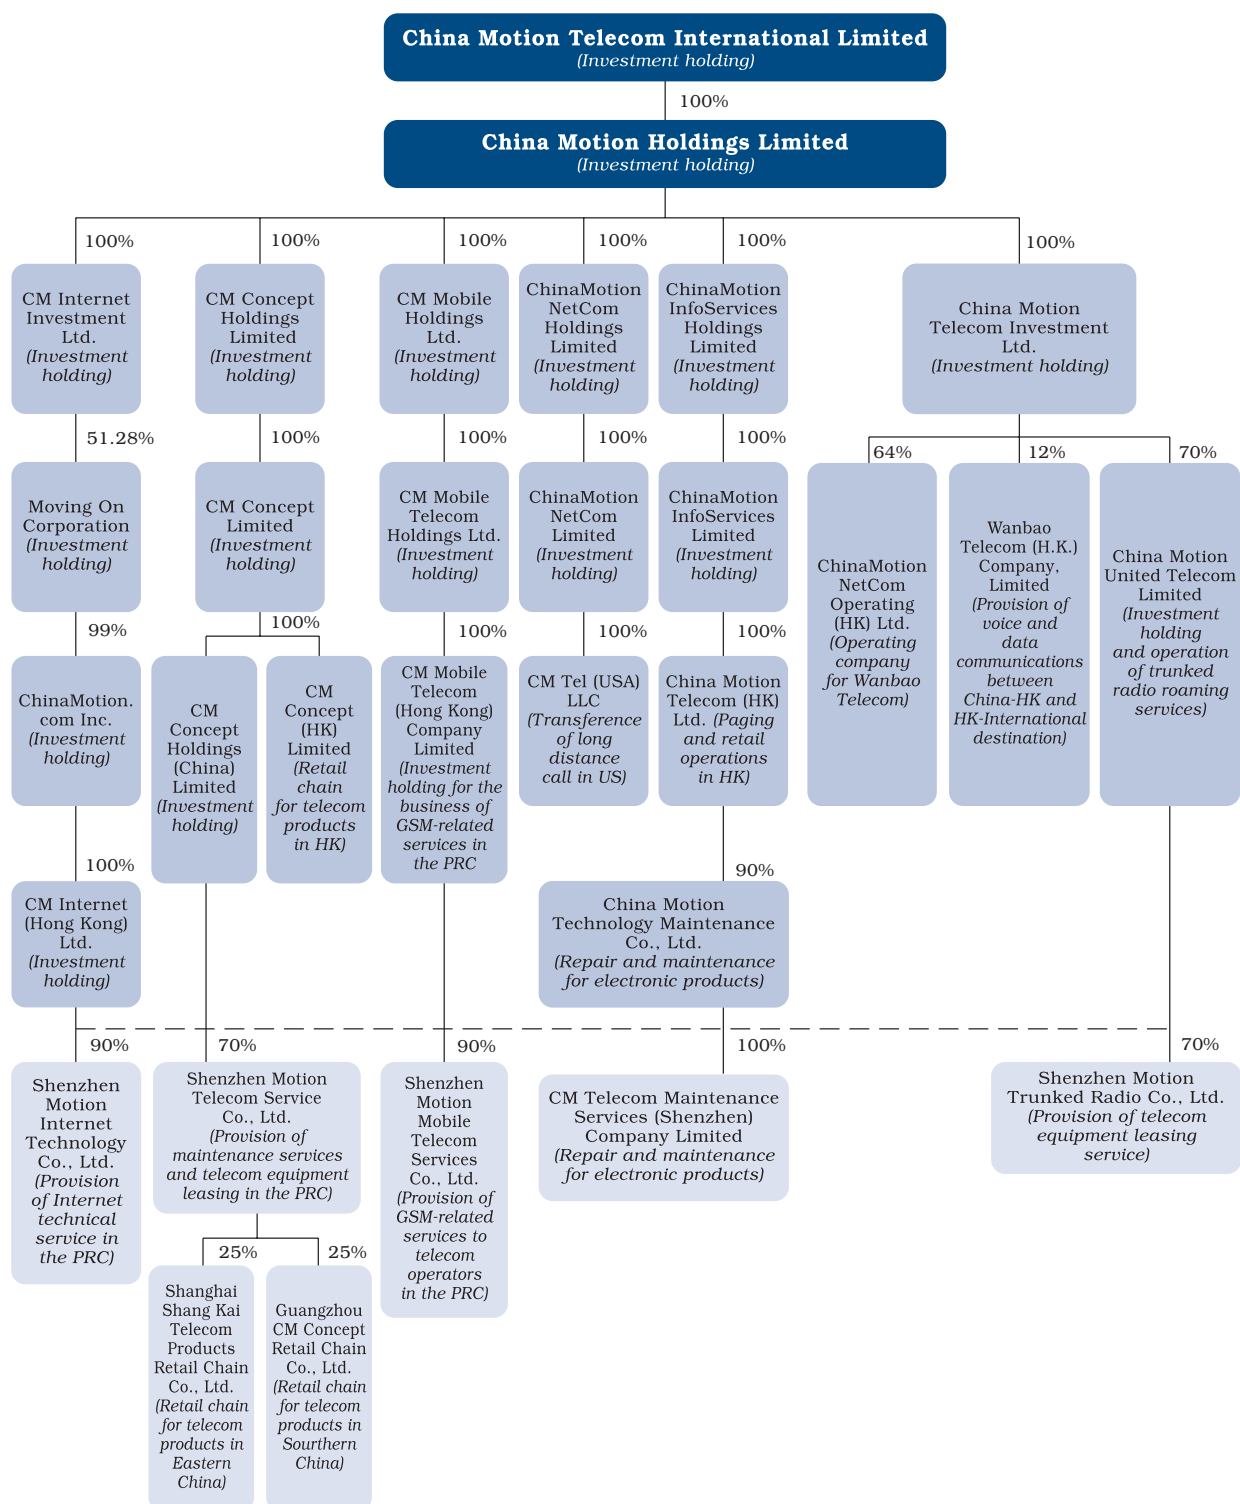 China Motion Telecom International Limited
(Investment holding)
100%
China Motion Holdings Limited
(Investment holding)
100%
100%
100%
100%
100%
100%
CM Internet
Investment
Ltd.
(Investment
holding)
CM Concept
Holdings
Limited
(Investment
holding)
CM Mobile
Holdings
Ltd.
(Investment
holding)
ChinaMotion
NetCom
Holdings
Limited
(Investment
holding)
ChinaMotion
InfoServices
Holdings
Limited
(Investment
holding)
China Motion
Telecom Investment
Ltd.
(Investment holding)
51.28%
100%
100%
100%
100%
64%
12%
70%
Moving On
Corporation
(Investment
holding)
CM Concept
Limited
(Investment
holding)
CM Mobile
Telecom
Holdings Ltd.
(Investment
holding)
ChinaMotion
NetCom
Limited
(Investment
holding)
ChinaMotion
InfoServices
Limited
(Investment
holding)
ChinaMotion
NetCom
Operating
(HK) Ltd.
(Operating
company
for Wanbao
Telecom)
Wanbao
Telecom (H.K.)
Company,
Limited
(Provision of
voice and
data
communications
between
China-HK and
HK-International
destination)
China Motion
United Telecom
Limited
(Investment
holding
and operation
of trunked
radio roaming
services)
99%
100%
100%
100%
100%
ChinaMotion.
com Inc.
(Investment
holding)
CM
Concept
Holdings
(China)
Limited
(Investment
holding)
CM
Concept
(HK)
Limited
(Retail
chain
for telecom
products
in HK)
CM Mobile
Telecom
(Hong Kong)
Company
Limited
(Investment
holding for the
business of
GSM-related
services in
the PRC
CM Tel (USA)
LLC
(Transference
of long
distance
call in US)
China Motion
Telecom (HK)
Ltd. (Paging
and retail
operations
in HK)
100%
90%
CM Internet
(Hong Kong)
Ltd.
(Investment
holding)
China Motion
Technology Maintenance
Co., Ltd.
(Repair and maintenance
for electronic products)
90%
70%
90%
100%
70%
Shenzhen
Motion
Internet
Technology
Co., Ltd.
(Provision
of Internet
technical
service in
the PRC)
Shenzhen Motion
Telecom Service
Co., Ltd.
(Provision of
maintenance services
and telecom equipment
leasing in the PRC)
Shenzhen
Motion
Mobile
Telecom
Services
Co., Ltd.
(Provision of
GSM-related
services to
telecom
operators
in the PRC)
CM Telecom Maintenance
Services (Shenzhen)
Company Limited
(Repair and maintenance
for electronic products)
Shenzhen Motion
Trunked Radio Co., Ltd.
(Provision of telecom
equipment leasing
service)
25%
25%
Shanghai
Shang Kai
Telecom
Products
Retail Chain
Co., Ltd.
(Retail chain
for telecom
products in
Eastern
China)
Guangzhou
CM Concept
Retail Chain
Co., Ltd.
(Retail chain
for telecom
products in
Sourthern
China)